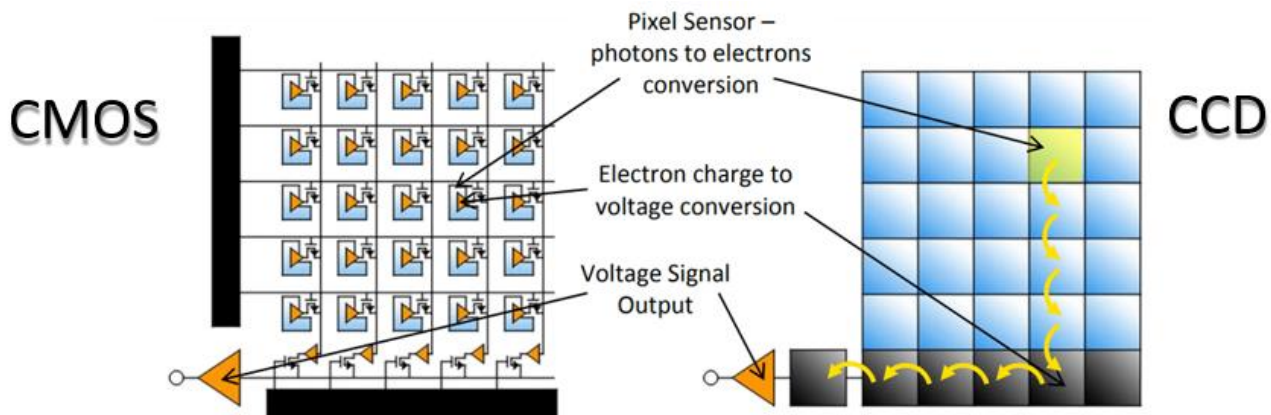 CMOS
Pixel Sensor –
photons to electrons
conversion
Electron charge to
voltage conversion
Voltage Signal
Output
CCD